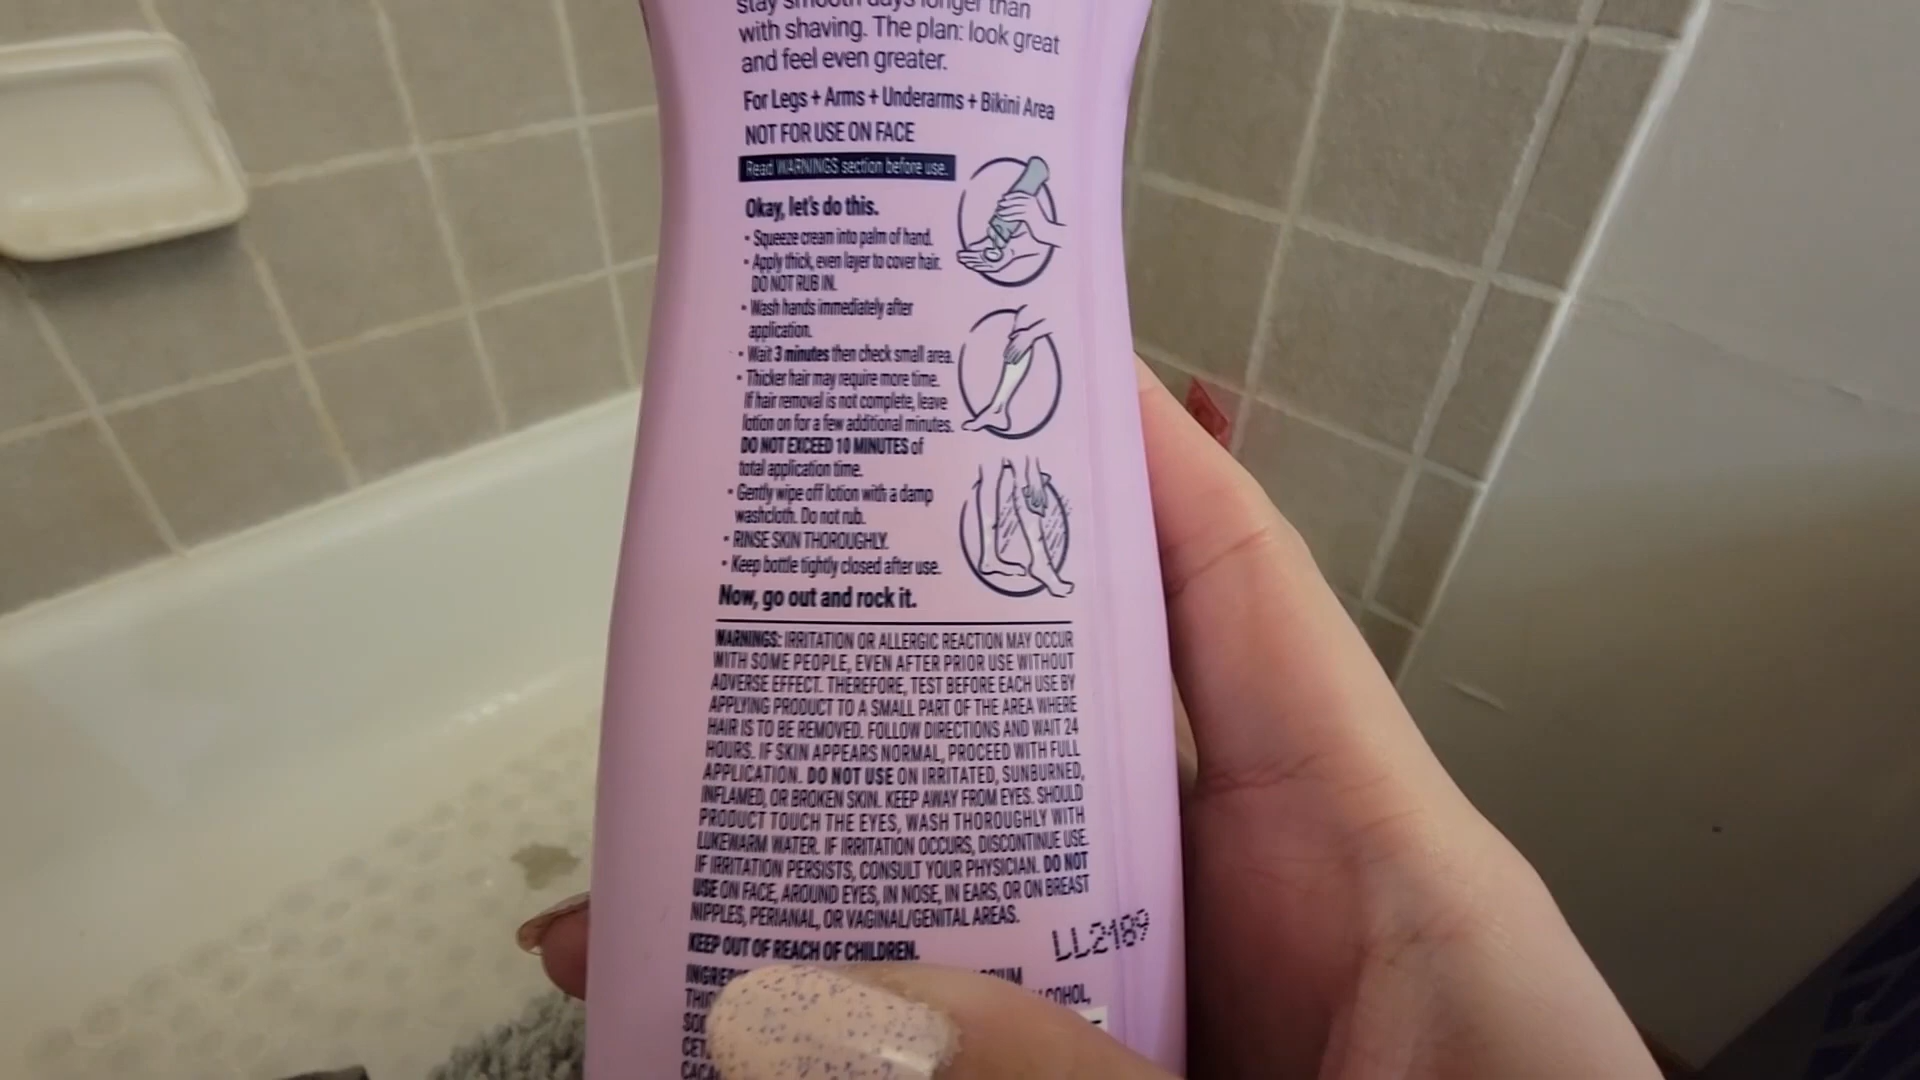 stay smooth days longer than
with shaving. The plan: look great
and feel even greater.
For Legs + Arms + Underarms + Bikini Area
NOT FOR USE ON FACE
Read WARNINGS section before use.
Okay, let's do this.
• Squeeze cream into palm of hand.
• Apply thick, even layer to cover hair.
DO NOT RUB IN.
• Wash hands immediately after
application.
• Wait 3 minutes then check small area.
• Thicker hair may require more time.
If hair removal is not complete, leave
lotion on for a few additional minutes.
DO NOT EXCEED 10 MINUTES of
total application time.
• Gently wipe off lotion with a damp
washcloth. Do not rub.
• RINSE SKIN THOROUGHLY.
• Keep bottle tightly closed after use.
Now, go out and rock it.
WARNINGS: IRRITATION OR ALLERGIC REACTION MAY OCCUR
WITH SOME PEOPLE, EVEN AFTER PRIOR USE WITHOUT
ADVERSE EFFECT. THEREFORE, TEST BEFORE EACH USE BY
APPLYING PRODUCT TO A SMALL PART OF THE AREA WHERE
HAIR IS TO BE REMOVED. FOLLOW DIRECTIONS AND WAIT 24
HOURS. IF SKIN APPEARS NORMAL, PROCEED WITH FULL
APPLICATION. DO NOT USE ON IRRITATED, SUNBURNED,
INFLAMED, OR BROKEN SKIN. KEEP AWAY FROM EYES. SHOULD
PRODUCT TOUCH THE EYES, WASH THOROUGHLY WITH
LUKEWARM WATER. IF IRRITATION OCCURS, DISCONTINUE USE.
IF IRRITATION PERSISTS, CONSULT YOUR PHYSICIAN. DO NOT
USE ON FACE, AROUND EYES, IN NOSE, IN EARS, OR ON BREAST
NIPPLES, PERIANAL, OR VAGINAL/GENITAL AREAS.
KEEP OUT OF REACH OF CHILDREN.
LL2189